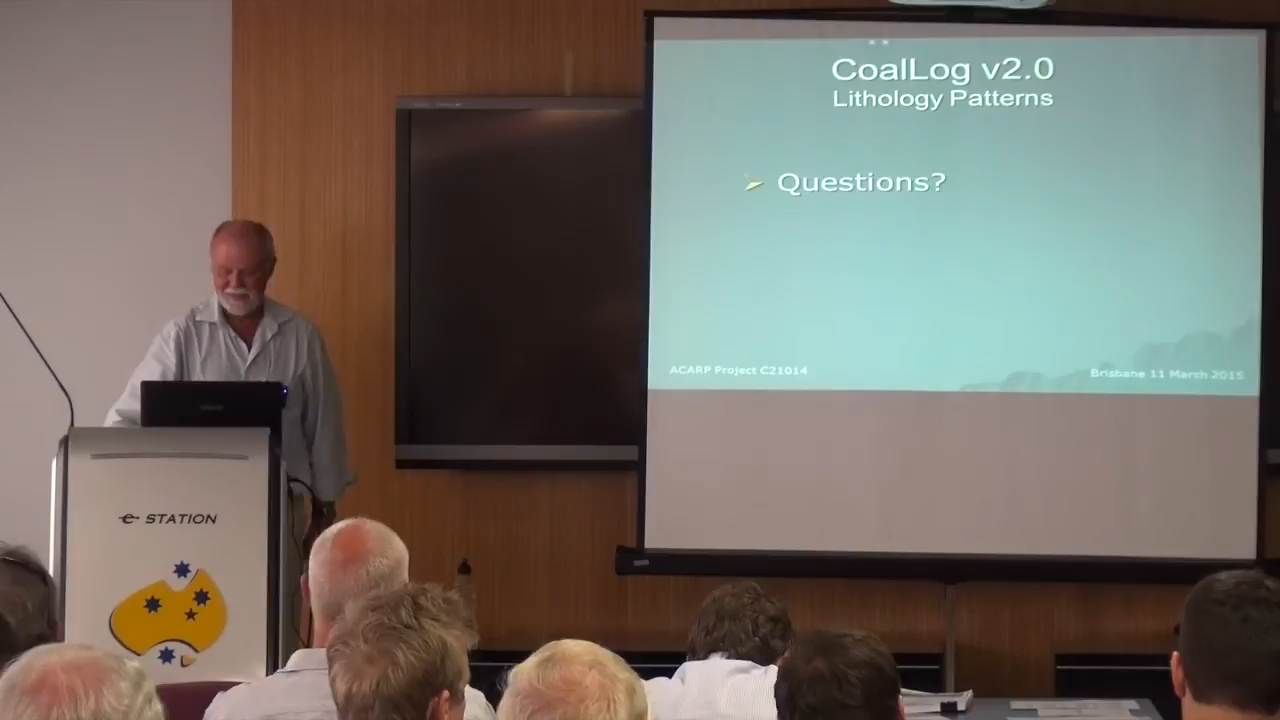 CoalLog v2.0
Lithology Patterns
Questions?
ACARP Project C21014
Brisbane 11 March 2015
e-STATION